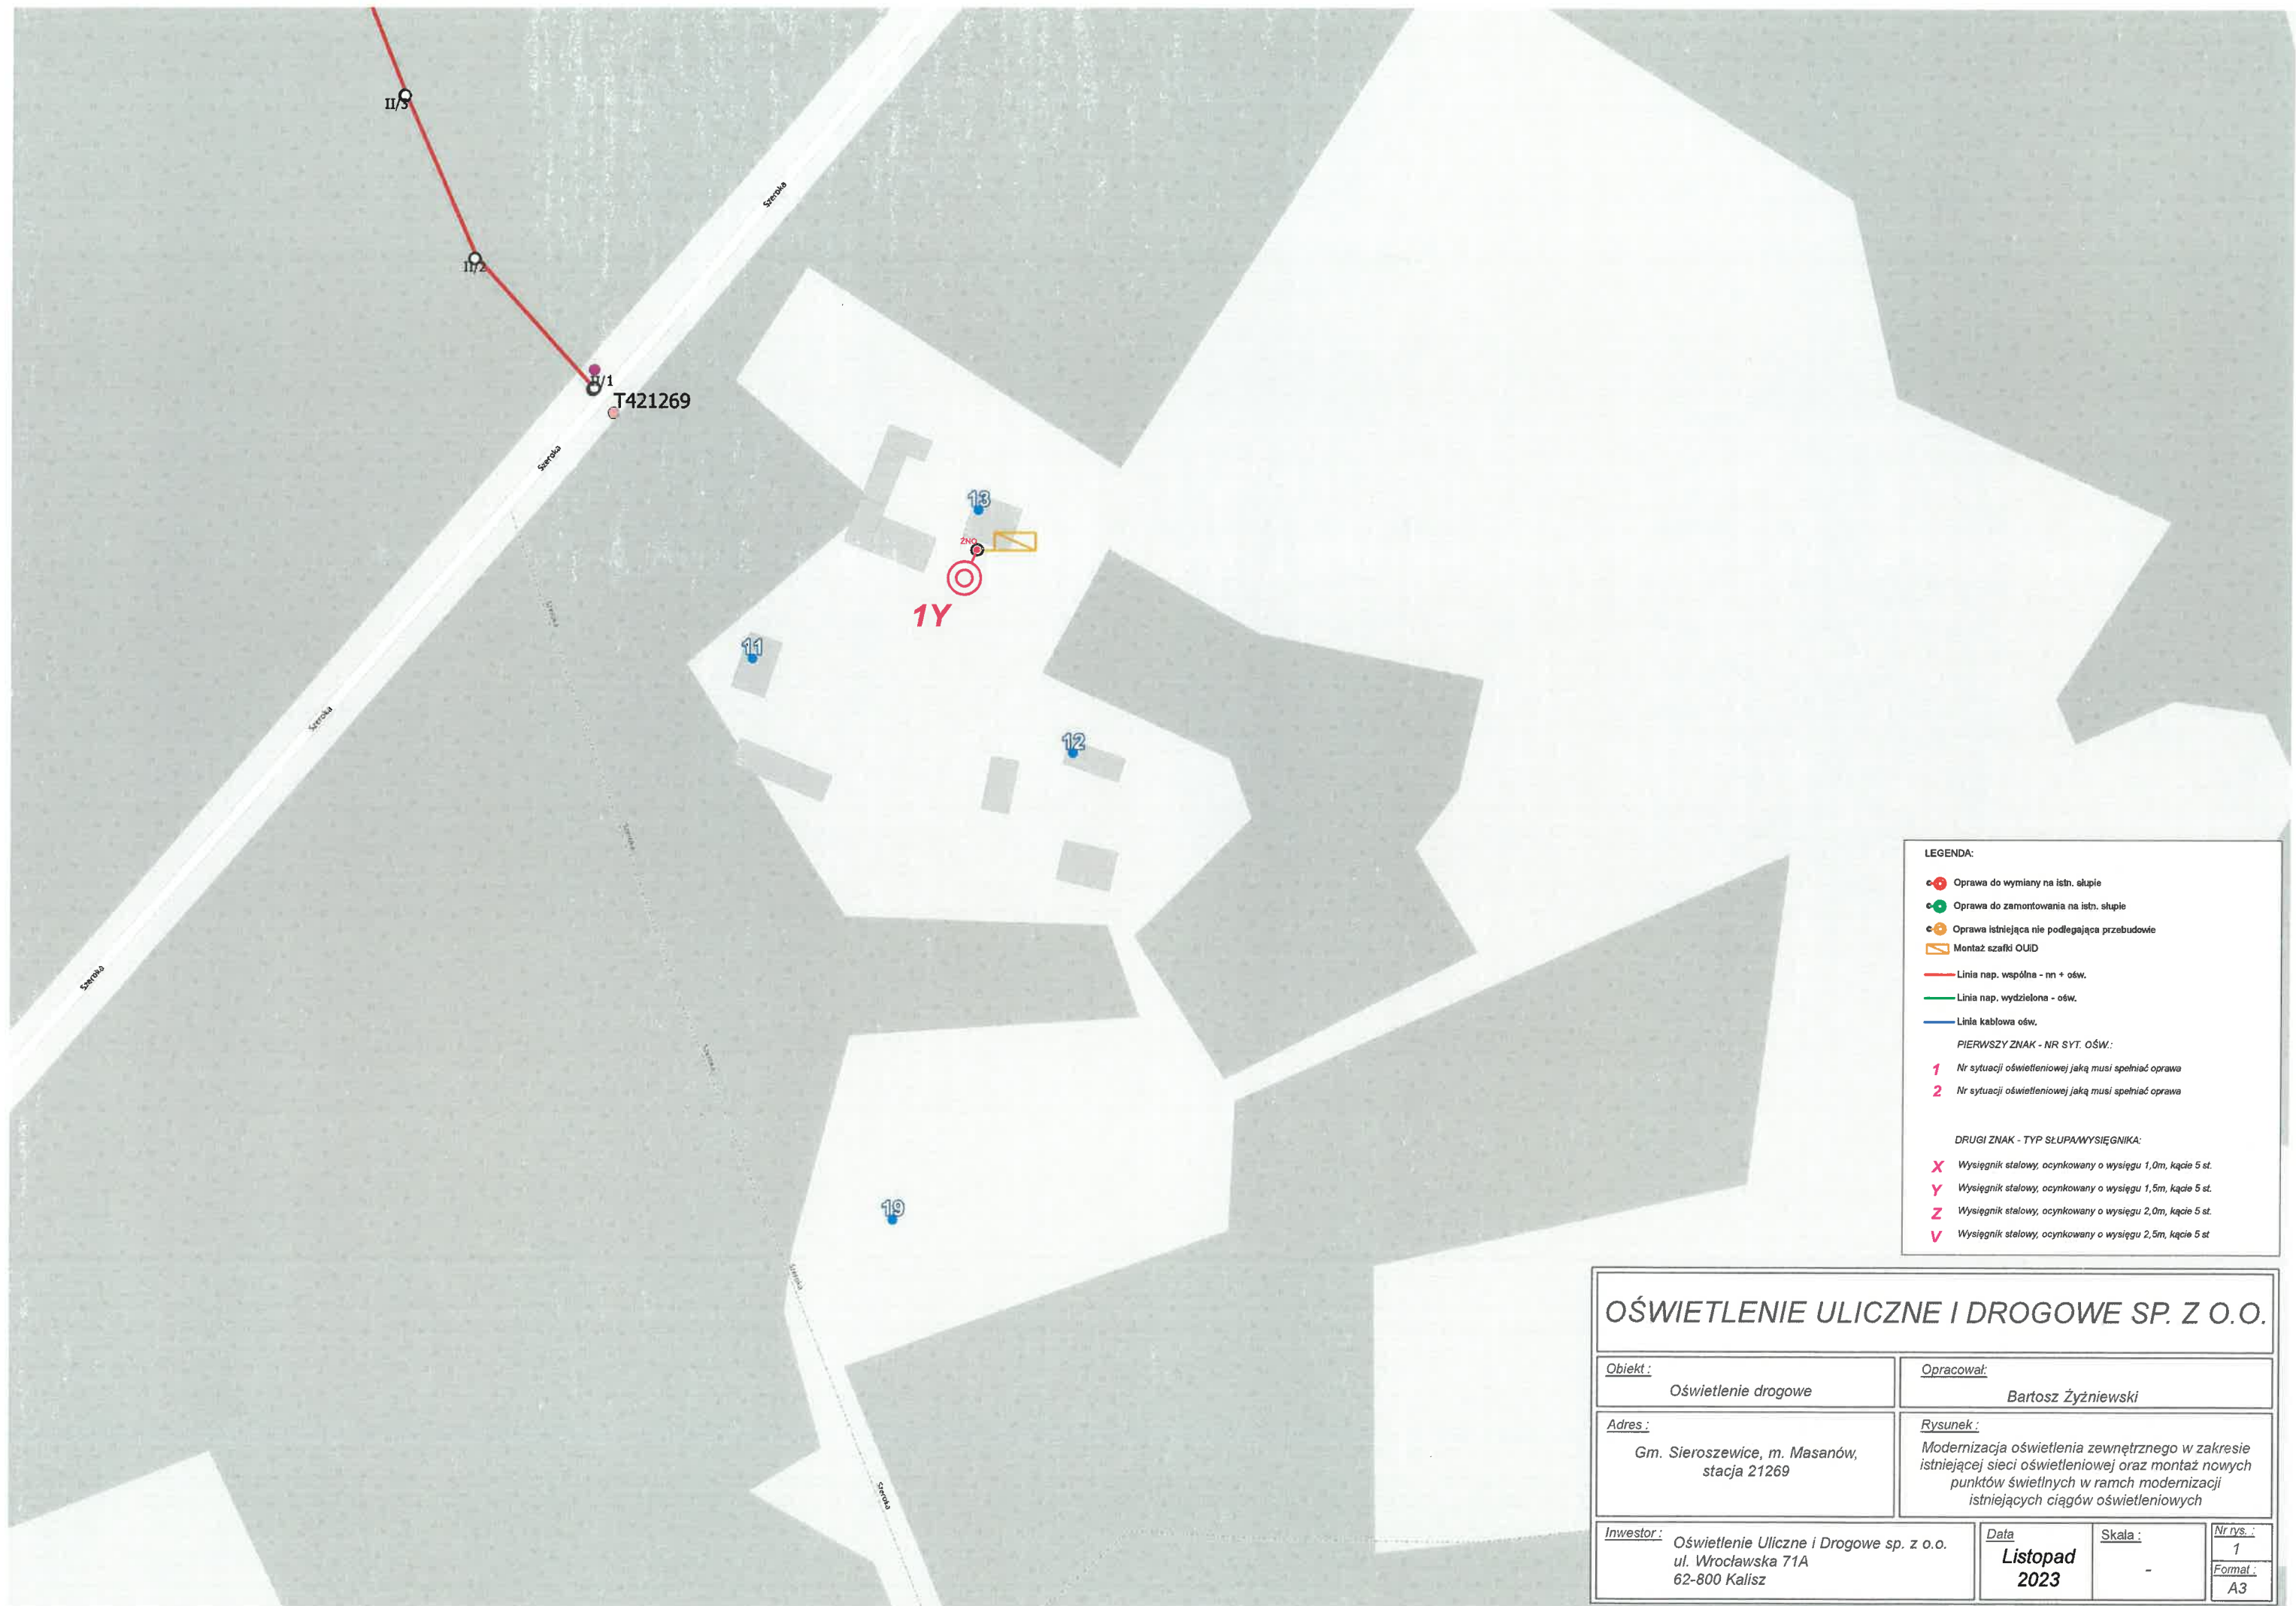 II/3
Szeroka
II/2
II/1
T421269
Szeroka
13
ŻNO
1Y
Szeroka
11
12
Szeroka
Szeroka
Szeroka
Szeroka
19
Szeroka
Szeroka
LEGENDA:
Oprawa do wymiany na istn. słupie
Oprawa do zamontowania na istn. słupie
Oprawa istniejąca nie podlegająca przebudowie
Montaż szafki OUiD
Linia nap. wspólna - nn + ośw.
Linia nap. wydzielona - ośw.
Linia kablowa ośw.
PIERWSZY ZNAK - NR SYT. OŚW.:
1 Nr sytuacji oświetleniowej jaką musi spełniać oprawa
2 Nr sytuacji oświetleniowej jaką musi spełniać oprawa
DRUGI ZNAK - TYP SŁUPA/WYSIĘGNIKA:
X Wysięgnik stalowy, ocynkowany o wysięgu 1,0m, kącie 5 st.
Y Wysięgnik stalowy, ocynkowany o wysięgu 1,5m, kącie 5 st.
Z Wysięgnik stalowy, ocynkowany o wysięgu 2,0m, kącie 5 st.
V Wysięgnik stalowy, ocynkowany o wysięgu 2,5m, kącie 5 st
OŚWIETLENIE ULICZNE I DROGOWE SP. Z O.O.
Obiekt :
Oświetlenie drogowe
Opracował:
Bartosz Żyźniewski
Adres :
Gm. Sieroszewice, m. Masanów,
stacja 21269
Rysunek :
Modernizacja oświetlenia zewnętrznego w zakresie
istniejącej sieci oświetleniowej oraz montaż nowych
punktów świetlnych w ramch modernizacji
istniejących ciągów oświetleniowych
Inwestor :
Oświetlenie Uliczne i Drogowe sp. z o.o.
ul. Wrocławska 71A
62-800 Kalisz
Data
Listopad
2023
Skala :
-
Nr rys. :
1
Format :
A3